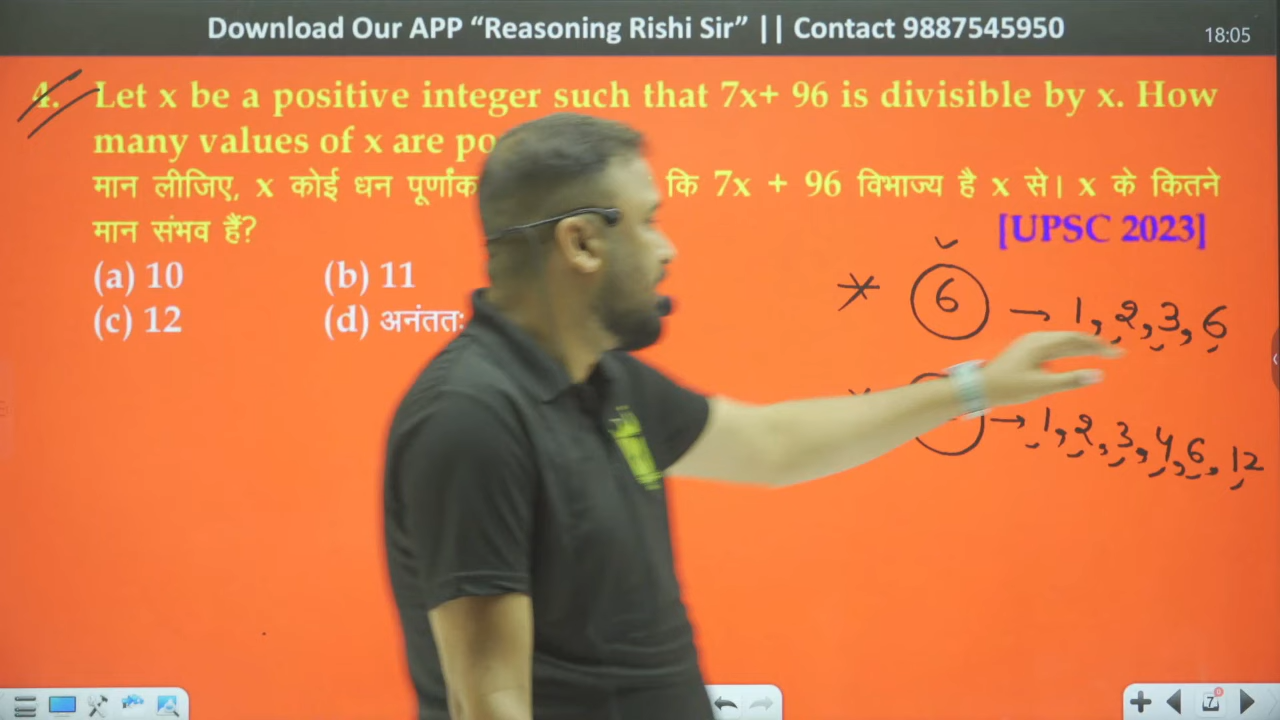 Download Our APP “Reasoning Rishi Sir” || Contact 9887545950
18:05
4. Let x be a positive integer such that 7x+ 96 is divisible by x. How
many values of x are po
मान लीजिए, x कोई धन पूर्णांक कि 7x + 96 विभाज्य है x से। x के कितने
मान संभव हैं? [UPSC 2023]
(a) 10 (b) 11
(c) 12 (d) अनंततः
* 6 → 1, 2, 3, 6
→ 1, 2, 3, 4, 6, 12
7